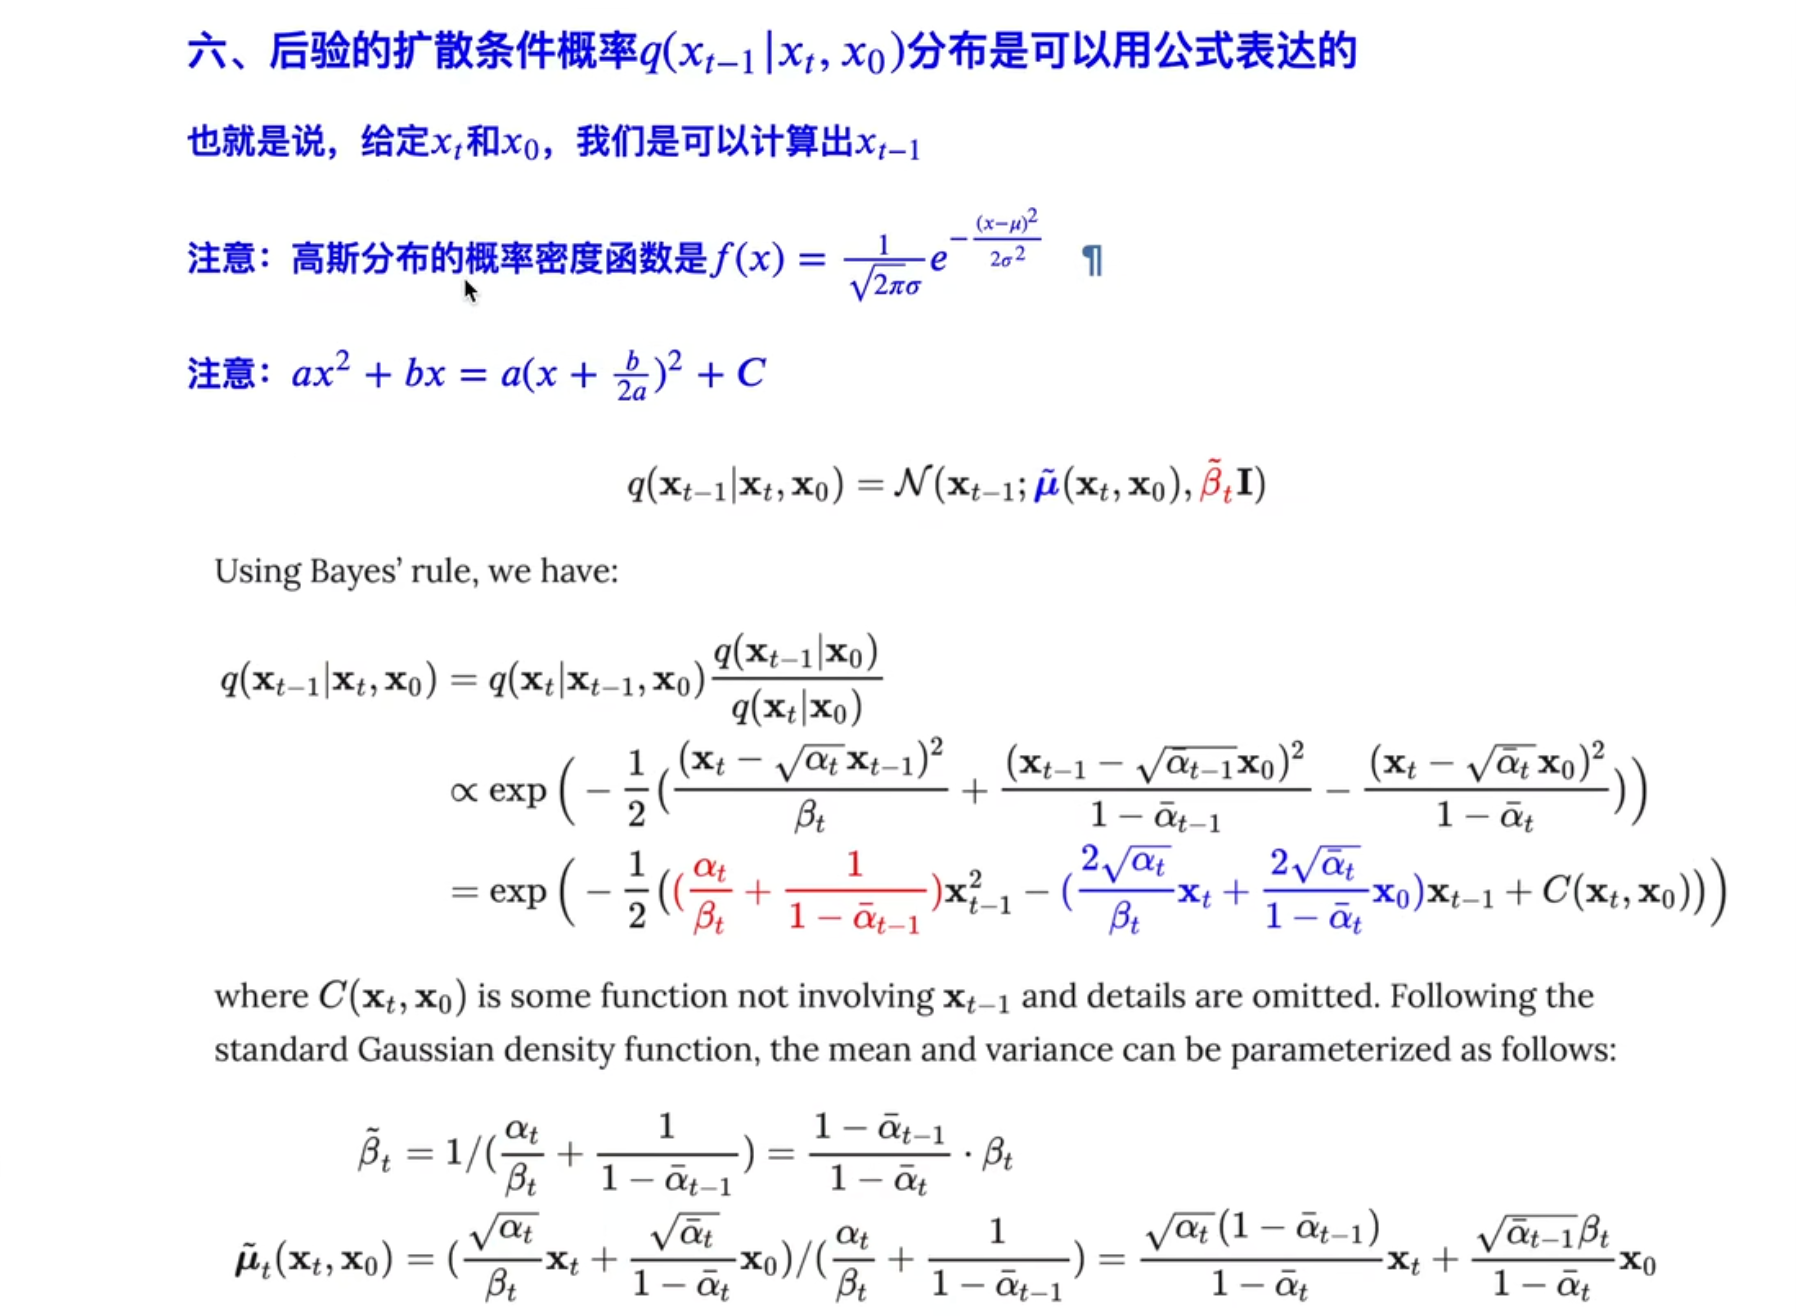 六、后验的扩散条件概率$q(x_{t-1}|x_t, x_0)$分布是可以用公式表达的
也就是说，给定$x_t$和$x_0$，我们是可以计算出$x_{t-1}$
注意：高斯分布的概率密度函数是$f(x) = \frac{1}{\sqrt{2\pi\sigma}} e^{-\frac{(x-\mu)^2}{2\sigma^2}}$ ¶
注意：$ax^2 + bx = a(x + \frac{b}{2a})^2 + C$
$q(\mathbf{x}_{t-1}|\mathbf{x}_t, \mathbf{x}_0) = \mathcal{N}(\mathbf{x}_{t-1}; \tilde{\boldsymbol{\mu}}(\mathbf{x}_t, \mathbf{x}_0), \tilde{\beta}_t \mathbf{I})$
Using Bayes’ rule, we have:
$q(\mathbf{x}_{t-1}|\mathbf{x}_t, \mathbf{x}_0) = q(\mathbf{x}_t|\mathbf{x}_{t-1}, \mathbf{x}_0) \frac{q(\mathbf{x}_{t-1}|\mathbf{x}_0)}{q(\mathbf{x}_t|\mathbf{x}_0)}$
$\propto \exp\Big(-\frac{1}{2}(\frac{(\mathbf{x}_t - \sqrt{\alpha_t}\mathbf{x}_{t-1})^2}{\beta_t} + \frac{(\mathbf{x}_{t-1} - \sqrt{\bar{\alpha}_{t-1}}\mathbf{x}_0)^2}{1-\bar{\alpha}_{t-1}} - \frac{(\mathbf{x}_t - \sqrt{\bar{\alpha}_t}\mathbf{x}_0)^2}{1-\bar{\alpha}_t})\Big)$
$= \exp\Big(-\frac{1}{2}((\frac{\alpha_t}{\beta_t} + \frac{1}{1-\bar{\alpha}_{t-1}})\mathbf{x}_{t-1}^2 - (\frac{2\sqrt{\alpha_t}}{\beta_t}\mathbf{x}_t + \frac{2\sqrt{\bar{\alpha}_t}}{1-\bar{\alpha}_t}\mathbf{x}_0)\mathbf{x}_{t-1} + C(\mathbf{x}_t, \mathbf{x}_0))\Big)$
where $C(\mathbf{x}_t, \mathbf{x}_0)$ is some function not involving $\mathbf{x}_{t-1}$ and details are omitted. Following the
standard Gaussian density function, the mean and variance can be parameterized as follows:
$\tilde{\beta}_t = 1/(\frac{\alpha_t}{\beta_t} + \frac{1}{1-\bar{\alpha}_{t-1}}) = \frac{1-\bar{\alpha}_{t-1}}{1-\bar{\alpha}_t} \cdot \beta_t$
$\tilde{\boldsymbol{\mu}}_t(\mathbf{x}_t, \mathbf{x}_0) = (\frac{\sqrt{\alpha_t}}{\beta_t}\mathbf{x}_t + \frac{\sqrt{\bar{\alpha}_t}}{1-\bar{\alpha}_t}\mathbf{x}_0)/(\frac{\alpha_t}{\beta_t} + \frac{1}{1-\bar{\alpha}_{t-1}}) = \frac{\sqrt{\alpha_t}(1-\bar{\alpha}_{t-1})}{1-\bar{\alpha}_t}\mathbf{x}_t + \frac{\sqrt{\bar{\alpha}_{t-1}}\beta_t}{1-\bar{\alpha}_t}\mathbf{x}_0$